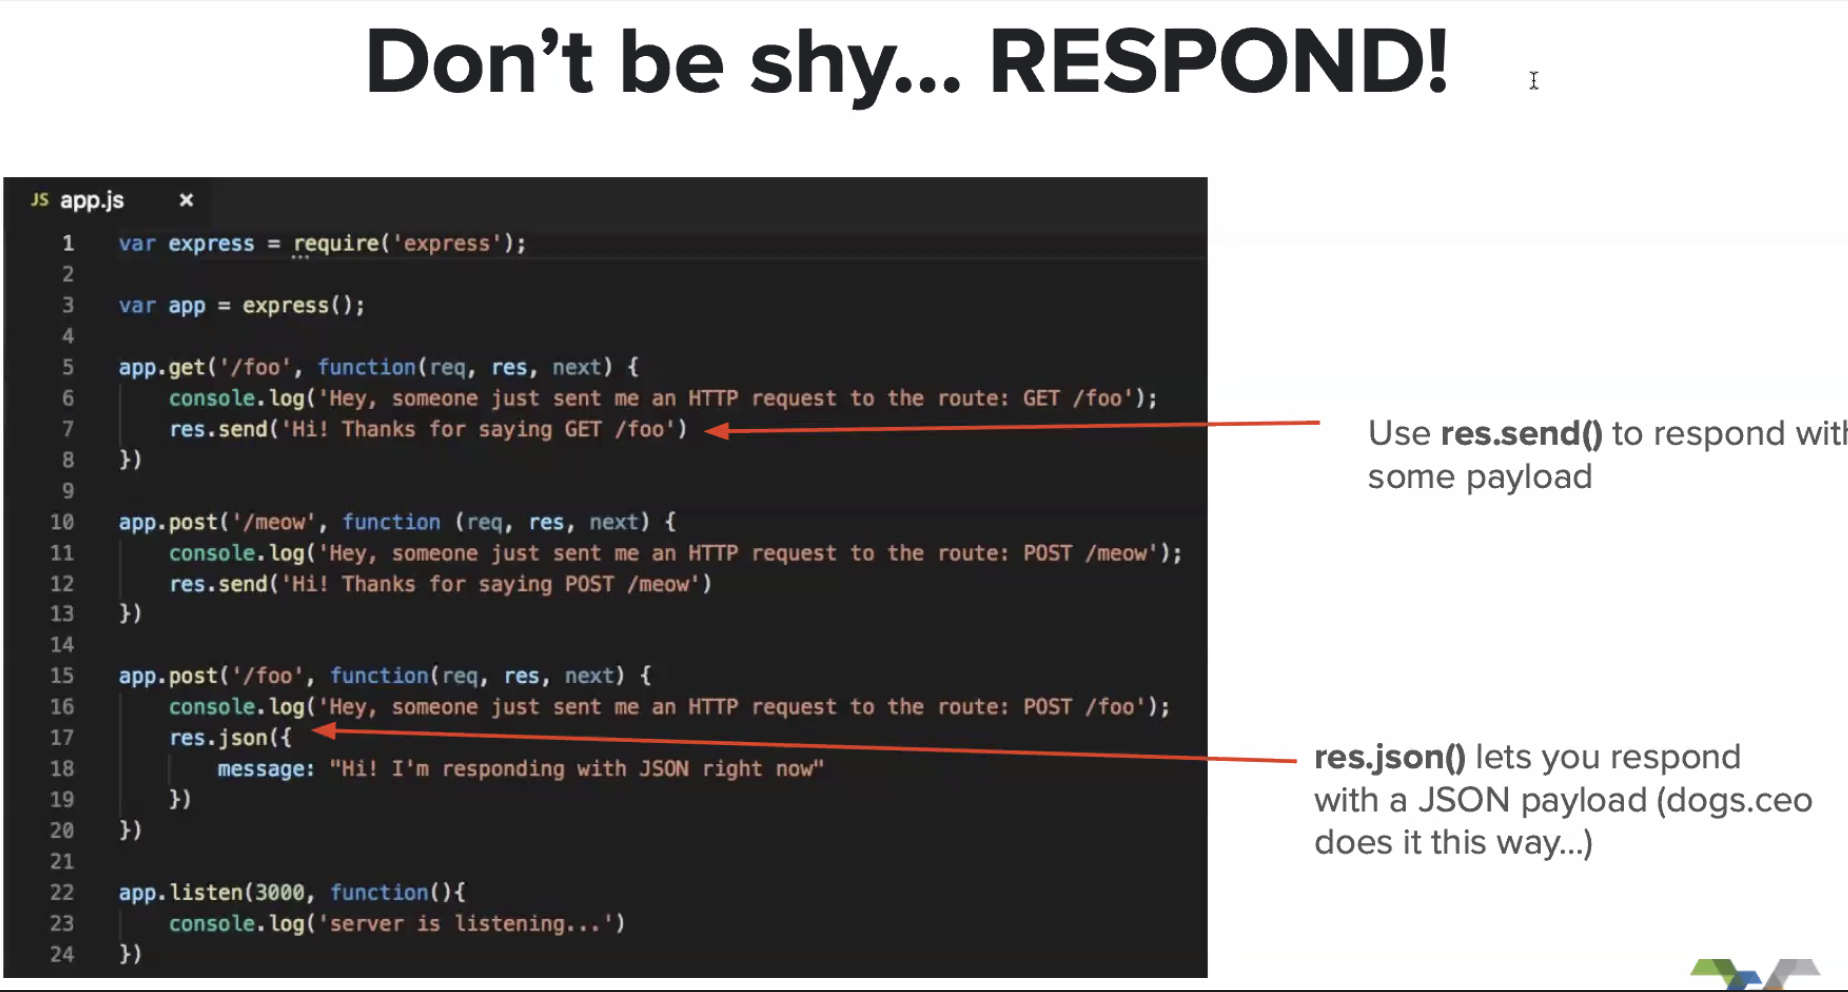 Don’t be shy... RESPOND!
JS app.js ×
1 var express = require('express');
2
3 var app = express();
4
5 app.get('/foo', function(req, res, next) {
6 console.log('Hey, someone just sent me an HTTP request to the route: GET /foo');
7 res.send('Hi! Thanks for saying GET /foo')
8 })
9
10 app.post('/meow', function (req, res, next) {
11 console.log('Hey, someone just sent me an HTTP request to the route: POST /meow');
12 res.send('Hi! Thanks for saying POST /meow')
13 })
14
15 app.post('/foo', function(req, res, next) {
16 console.log('Hey, someone just sent me an HTTP request to the route: POST /foo');
17 res.json({
18 message: "Hi! I'm responding with JSON right now"
19 })
20 })
21
22 app.listen(3000, function(){
23 console.log('server is listening...')
24 })
Use res.send() to respond with
some payload
res.json() lets you respond
with a JSON payload (dogs.ceo
does it this way...)